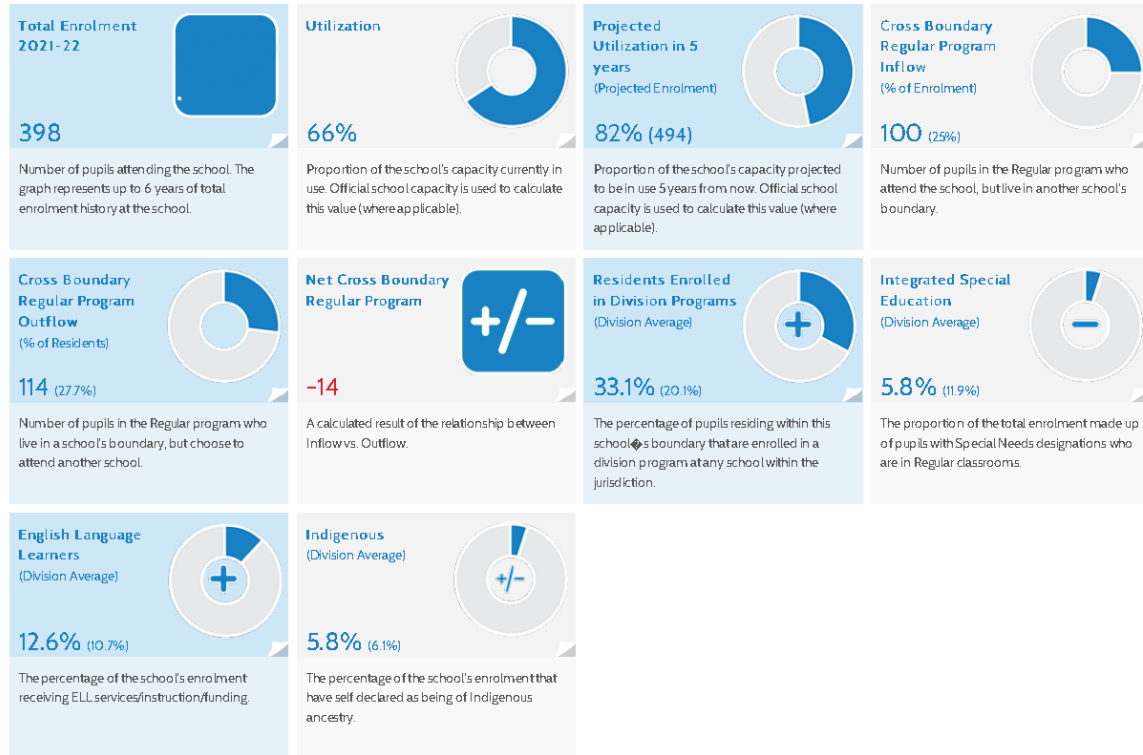 Total Enrolment
2021-22
398
Number of pupils attending the school. The
graph represents up to 6 years of total
enrolment history at the school.
Utilization
66%
Proportion of the school's capacity currently in
use. Official school capacity is used to calculate
this value (where applicable).
Projected
Utilization in 5
years
(Projected Enrolment)
82% (494)
Proportion of the school's capacity projected
to be in use 5 years from now. Official school
capacity is used to calculate this value (where
applicable).
Cross Boundary
Regular Program
Inflow
(% of Enrolment)
100 (25%)
Number of pupils in the Regular program who
attend the school, but live in another school's
boundary.
Cross Boundary
Regular Program
Outflow
(% of Residents)
114 (27.7%)
Number of pupils in the Regular program who
live in a school's boundary, but choose to
attend another school.
Net Cross Boundary
Regular Program
+/−
-14
A calculated result of the relationship between
Inflow vs. Outflow.
Residents Enrolled
in Division Programs
(Division Average)
+
33.1% (20.1%)
The percentage of pupils residing within this
school�s boundary that are enrolled in a
division program at any school within the
jurisdiction.
Integrated Special
Education
(Division Average)
−
5.8% (11.9%)
The proportion of the total enrolment made up
of pupils with Special Needs designations who
are in Regular classrooms.
English Language
Learners
(Division Average)
+
12.6% (10.7%)
The percentage of the school's enrolment
receiving ELL services/instruction/funding.
Indigenous
(Division Average)
+/−
5.8% (6.1%)
The percentage of the school's enrolment that
have self declared as being of Indigenous
ancestry.